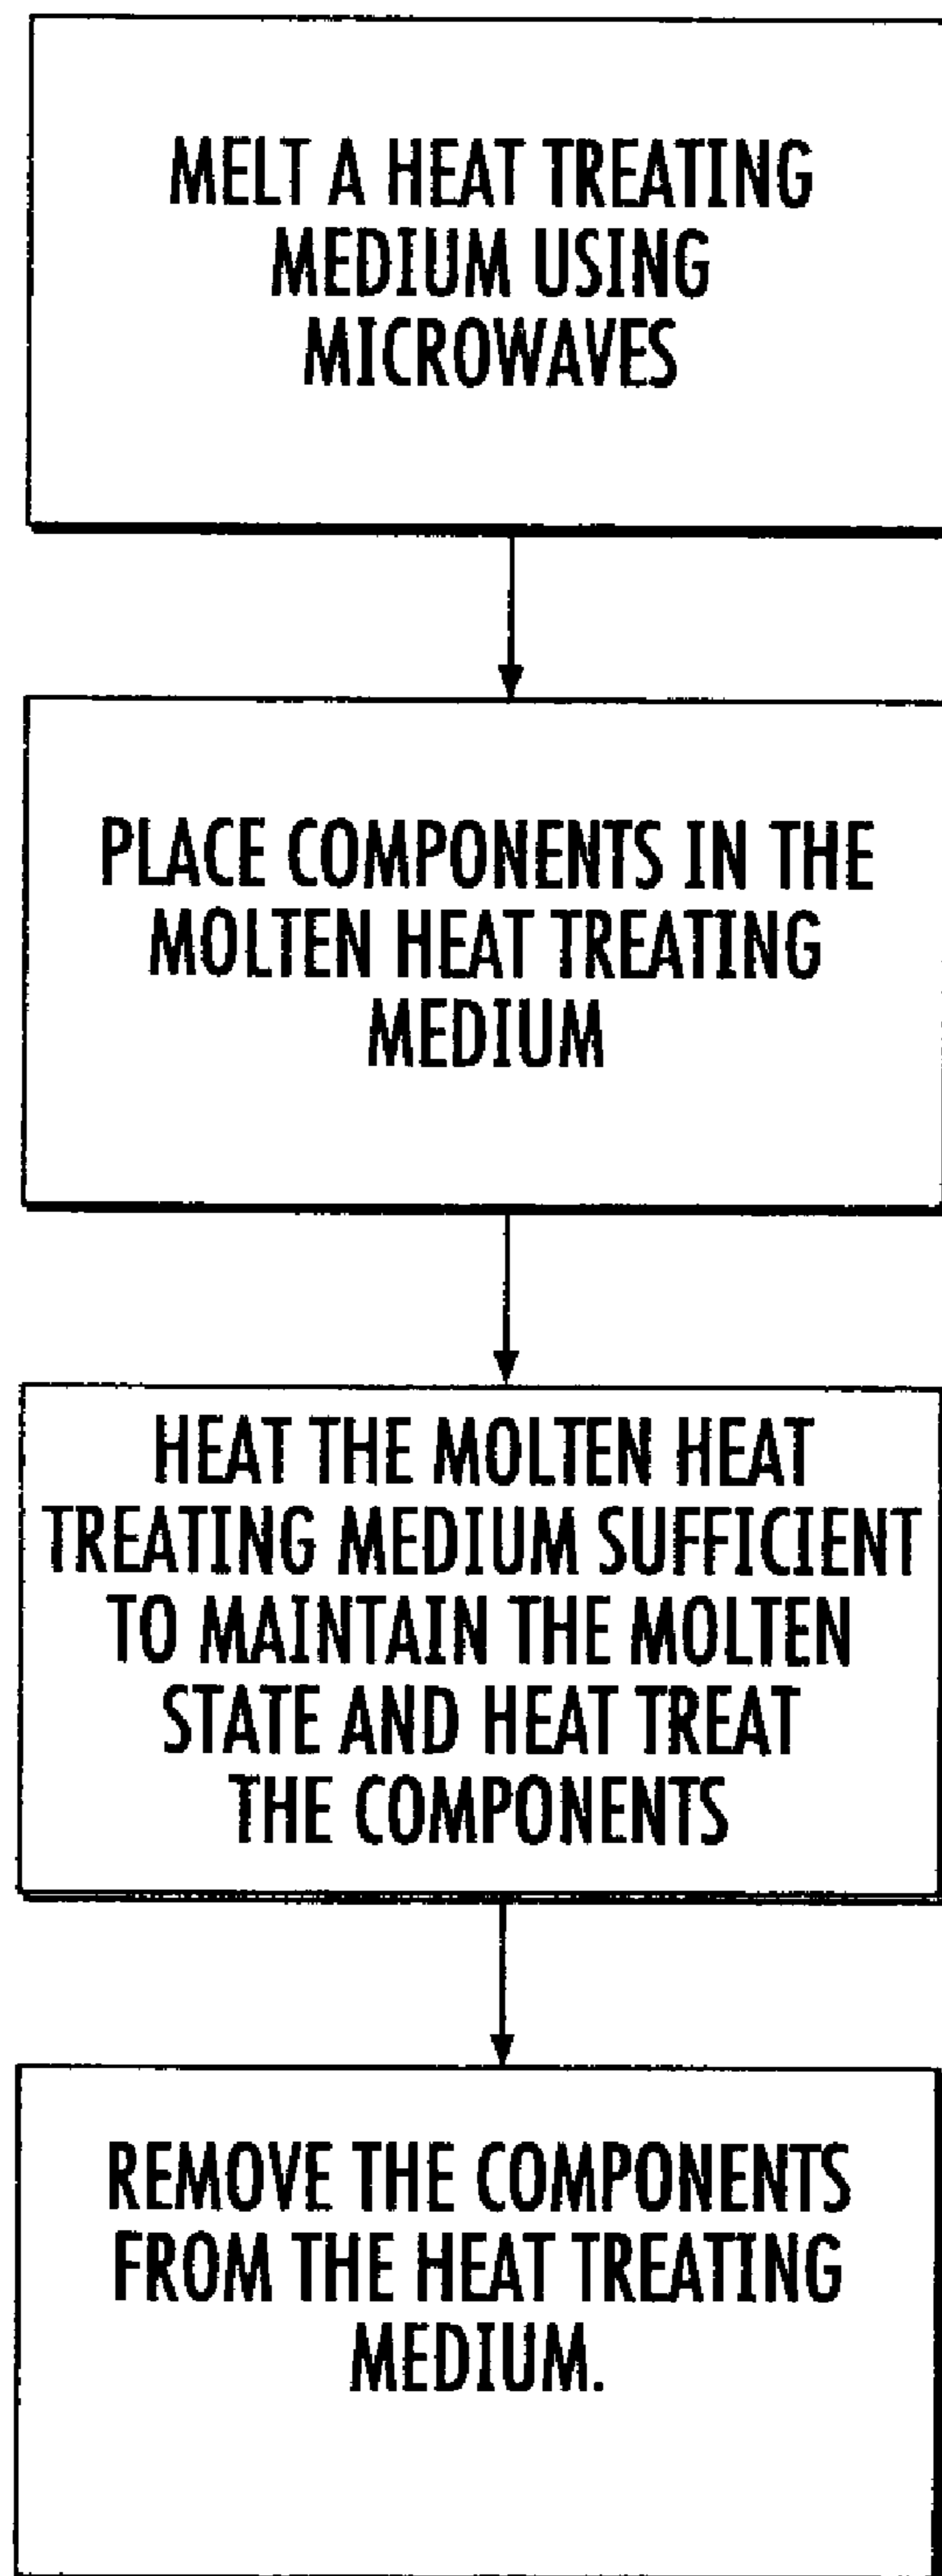 MELT A HEAT TREATING
MEDIUM USING
MICROWAVES
PLACE COMPONENTS IN THE
MOLTEN HEAT TREATING
MEDIUM
HEAT THE MOLTEN HEAT
TREATING MEDIUM SUFFICIENT
TO MAINTAIN THE MOLTEN
STATE AND HEAT TREAT
THE COMPONENTS
REMOVE THE COMPONENTS
FROM THE HEAT TREATING
MEDIUM.